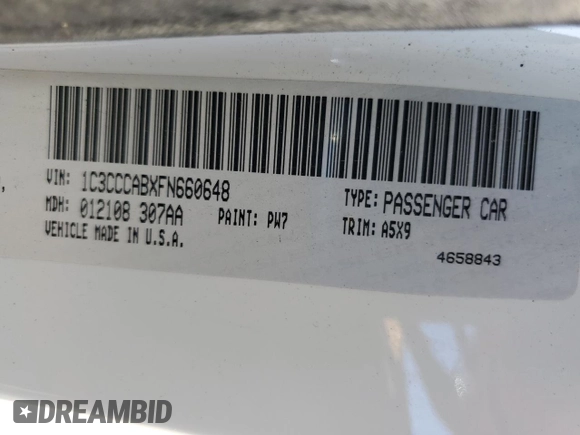 VIN: 1C3CCCABXFN660648
TYPE: PASSENGER CAR
MDH: 012108 307AA
PAINT: PW7
TRIM: A5X9
VEHICLE MADE IN U.S.A.
4658843
DREAMBID